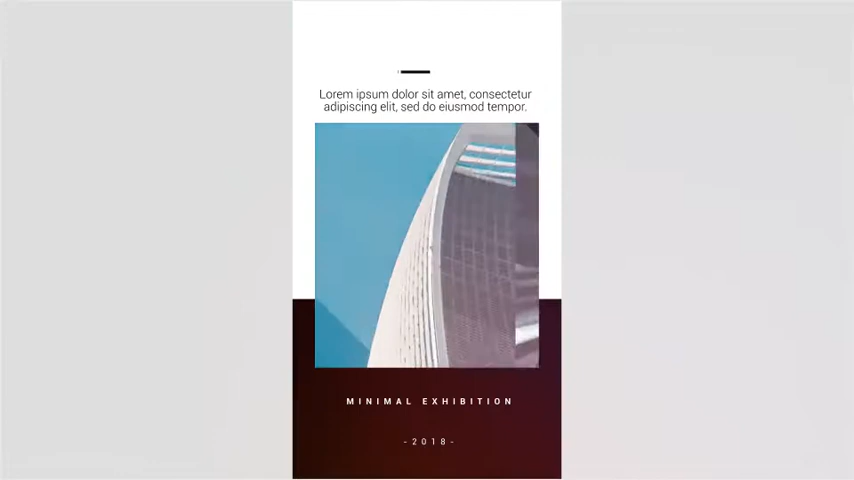 Lorem ipsum dolor sit amet, consectetur
adipiscing elit, sed do eiusmod tempor.
MINIMAL EXHIBITION
-2018-